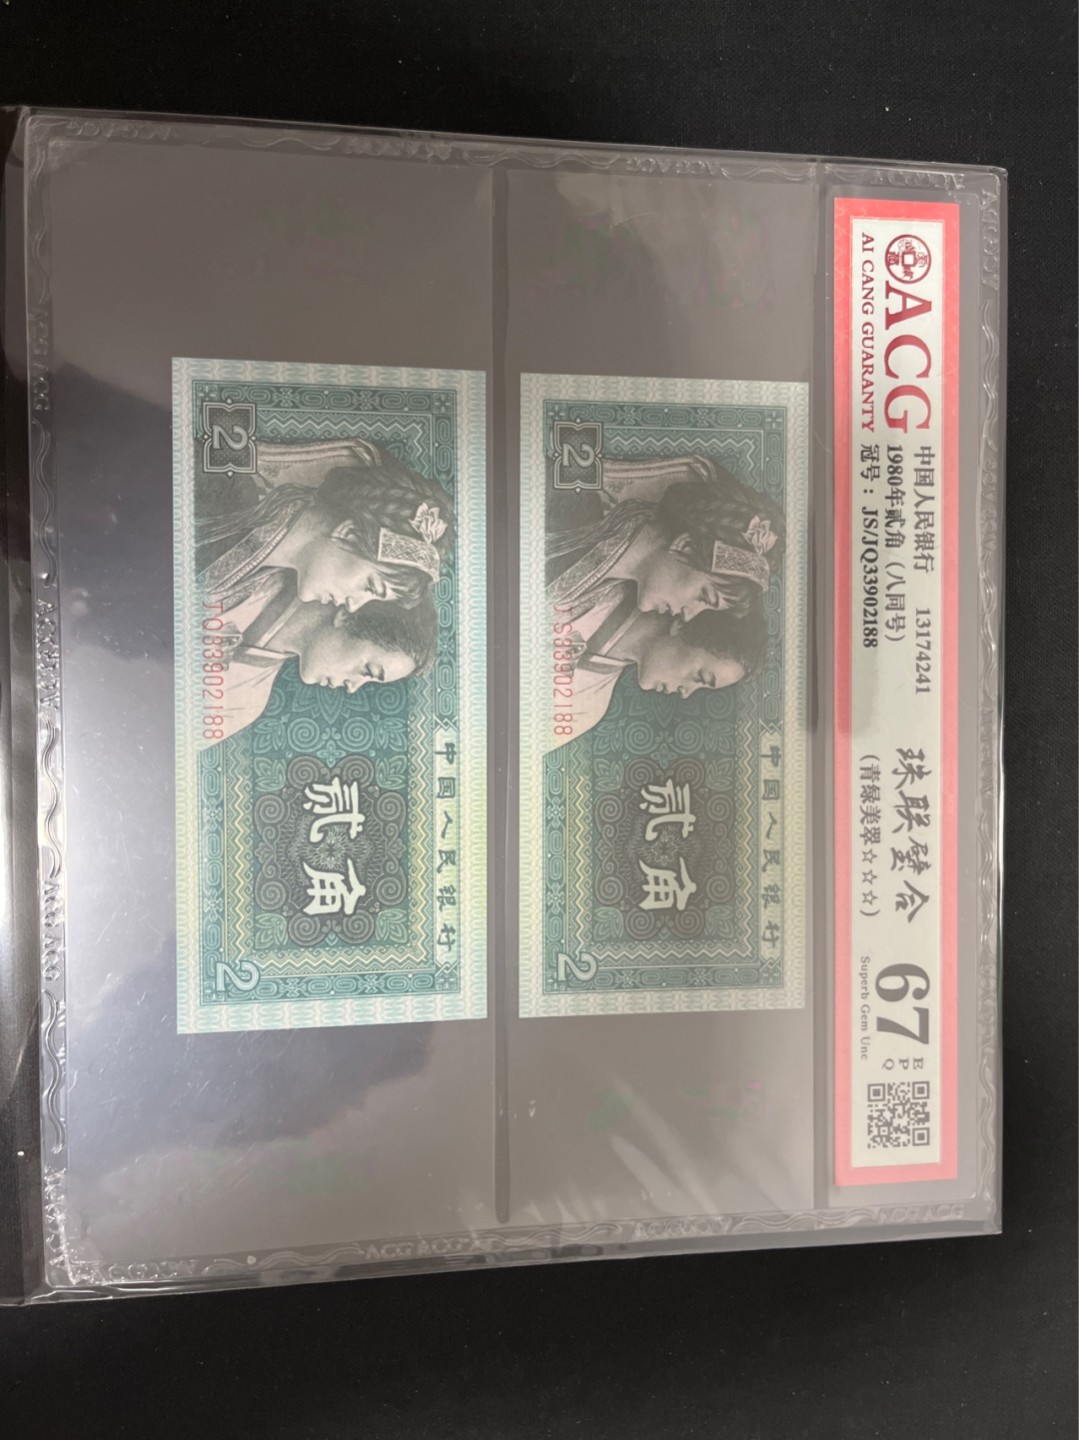 ACG
AI CANG GUARANTY
中国人民银行 13174241
1980年贰角（八同号）
冠号：JS/JQ33902188
珠联璧合
（青绿美翠☆☆☆）
67 EPQ
Superb Gem Unc
中国人民银行
贰角
2
2
JS33902188
中国人民银行
贰角
2
2
JQ33902188